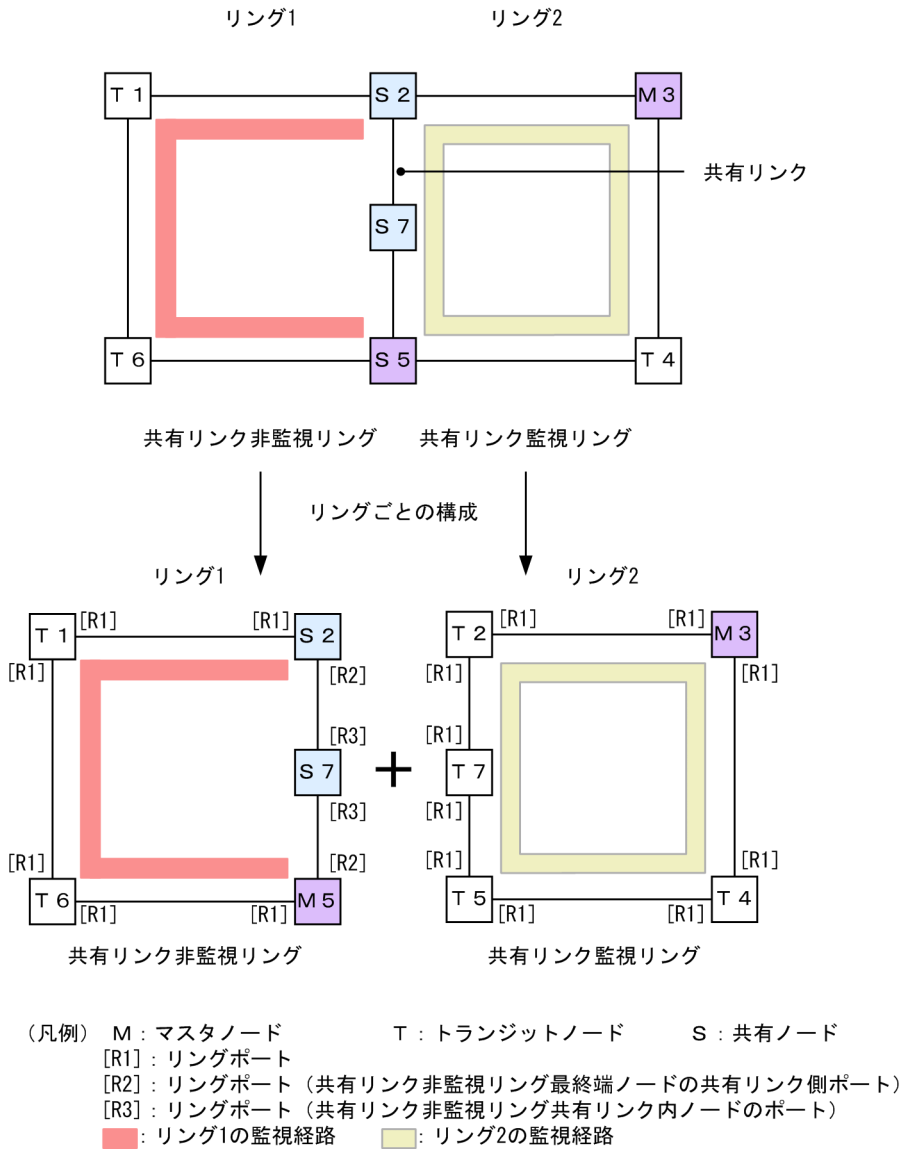 リング1 リング2
T 1 S 2 M 3
共有リンク
S 7
T 6 S 5 T 4
共有リンク非監視リング 共有リンク監視リング
リングごとの構成
リング1 リング2
T 1 [R1] [R1] S 2 T 2 [R1] [R1] M 3
[R1] [R2] [R1] [R1]
[R3] [R1]
S 7 + T 7
[R3] [R1]
[R1] [R2] [R1] [R1]
T 6 [R1] [R1] M 5 T 5 [R1] [R1] T 4
共有リンク非監視リング 共有リンク監視リング
(凡例) M:マスタノード T:トランジットノード S:共有ノード
[R1]:リングポート
[R2]:リングポート(共有リンク非監視リング最終端ノードの共有リンク側ポート)
[R3]:リングポート(共有リンク非監視リング共有リンク内ノードのポート)
:リング1の監視経路 :リング2の監視経路